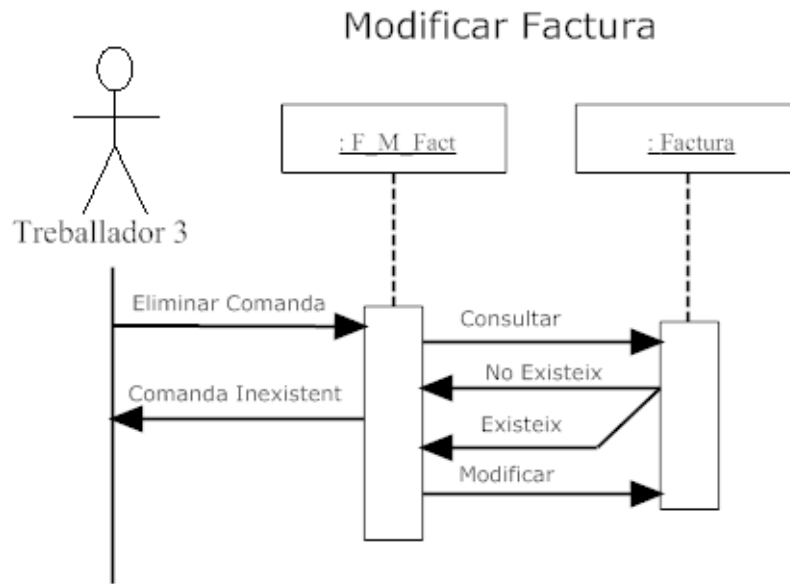 Modificar Factura
: F_M_Fact
: Factura
Treballador 3
Eliminar Comanda
Consultar
No Existeix
Comanda Inexistent
Existeix
Modificar